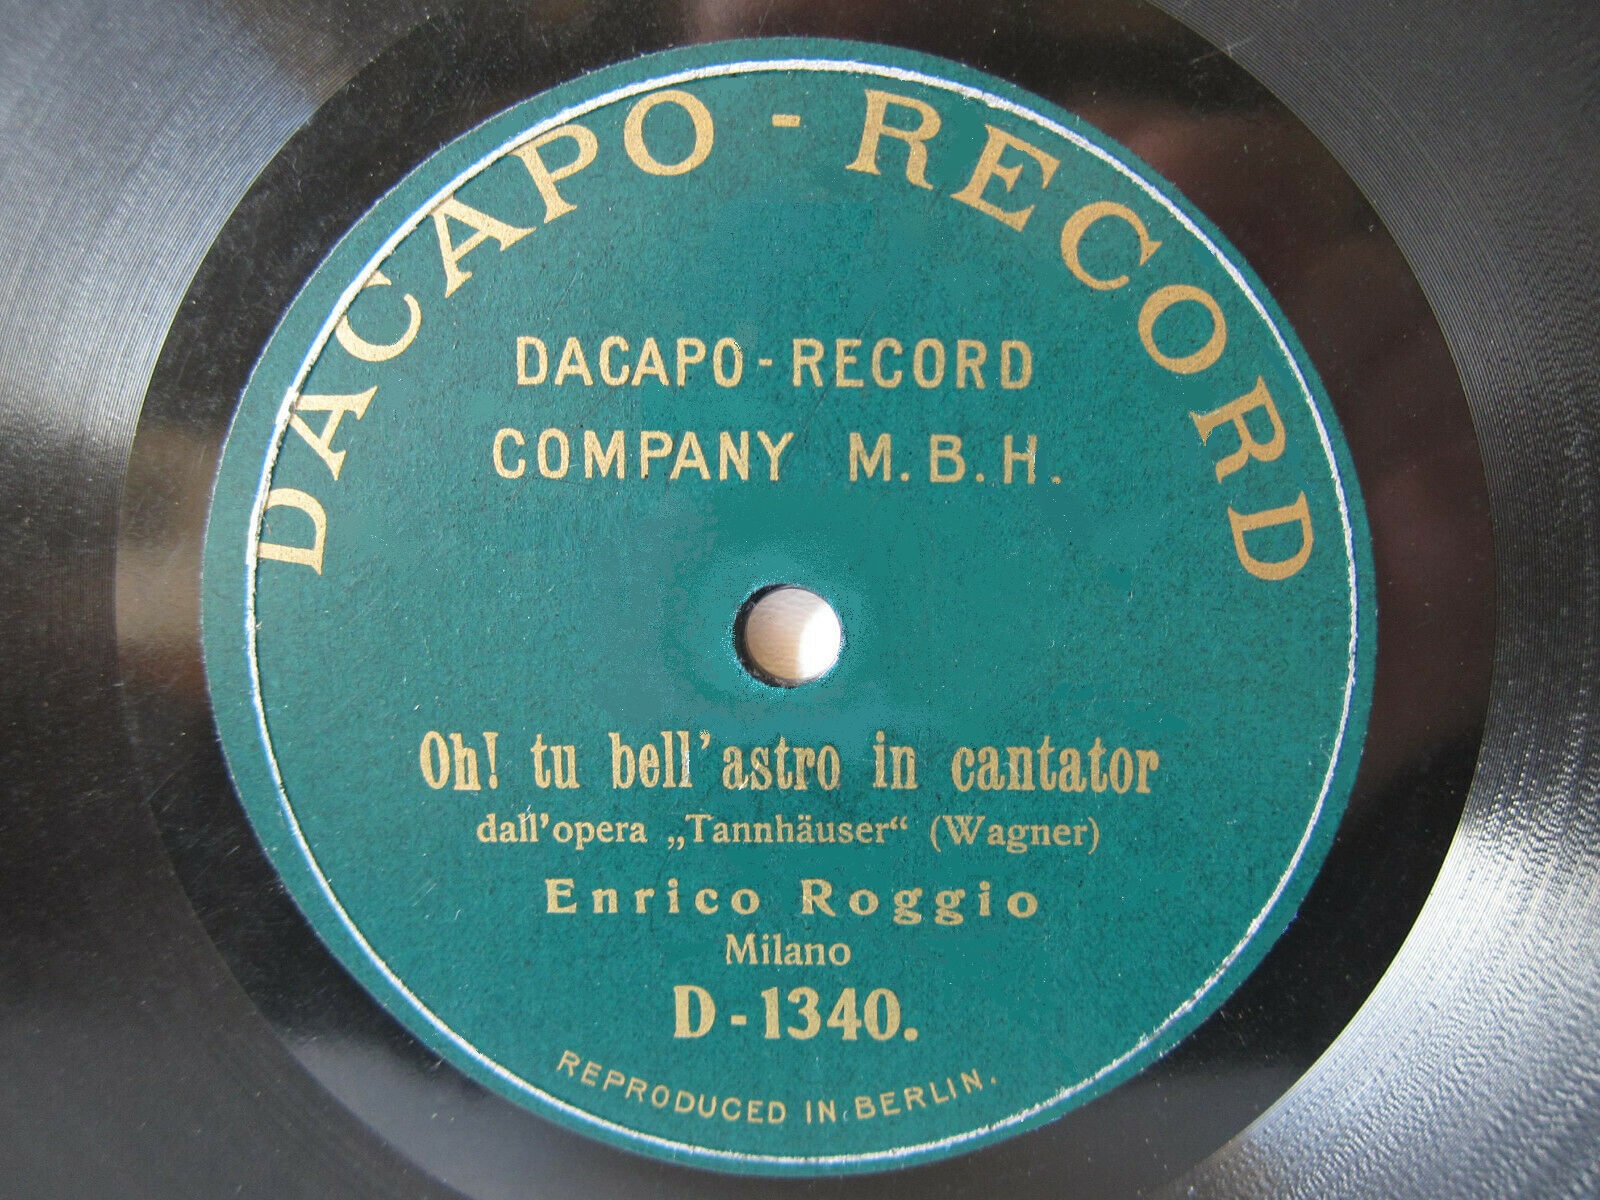 DACAPO - RECORD
DACAPO - RECORD
COMPANY M.B.H.
Oh! tu bell'astro in cantator
dall'opera „Tannhäuser“ (Wagner)
Enrico Roggio
Milano
D - 1340.
REPRODUCED IN BERLIN.